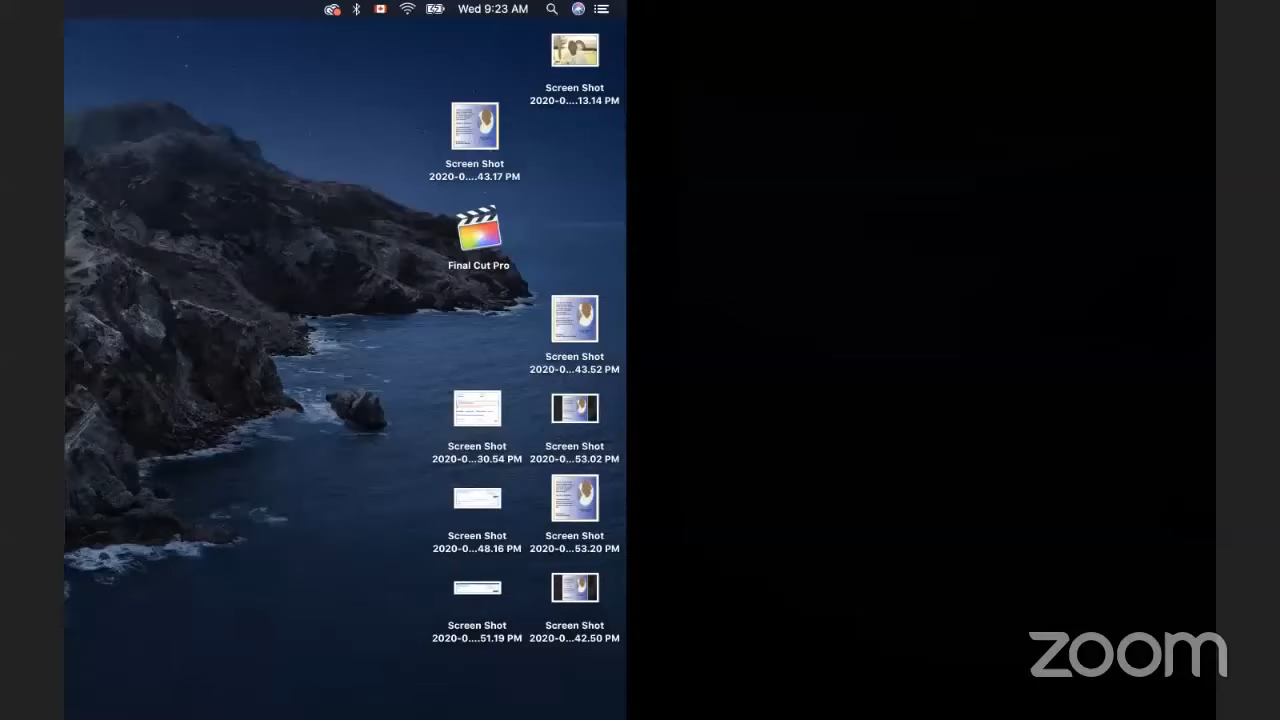 Wed 9:23 AM
Screen Shot
2020-0....13.14 PM
Screen Shot
2020-0....43.17 PM
Final Cut Pro
Screen Shot
2020-0....43.52 PM
Screen Shot
2020-0...30.54 PM
Screen Shot
2020-0...53.02 PM
Screen Shot
2020-0...48.16 PM
Screen Shot
2020-0...53.20 PM
Screen Shot
2020-0....51.19 PM
Screen Shot
2020-0...42.50 PM
zoom